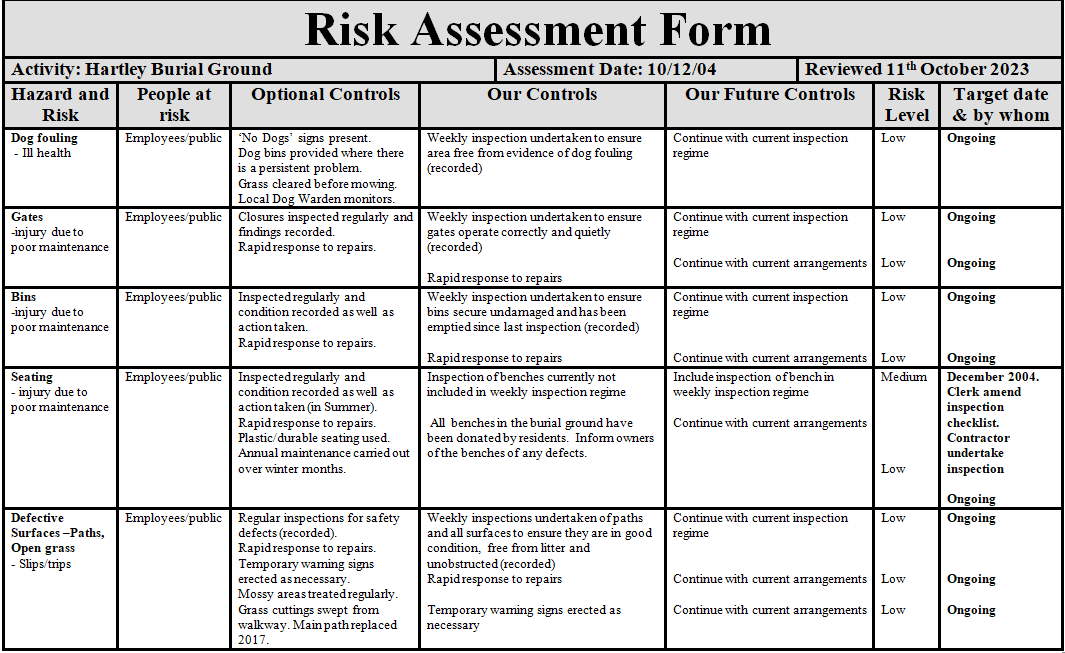 Risk Assessment Form
Activity: Hartley Burial Ground
Assessment Date: 10/12/04
Reviewed 11th October 2023
Hazard and
Risk
People at
risk
Optional Controls
Our Controls
Our Future Controls
Risk
Level
Target date
& by whom
Dog fouling
- Ill health
Employees/public
‘No Dogs’ signs present.
Dog bins provided where there
is a persistent problem.
Grass cleared before mowing.
Local Dog Warden monitors.
Weekly inspection undertaken to ensure
area free from evidence of dog fouling
(recorded)
Continue with current inspection
regime
Low
Ongoing
Gates
-injury due to
poor maintenance
Employees/public
Closures inspected regularly and
findings recorded.
Rapid response to repairs.
Weekly inspection undertaken to ensure
gates operate correctly and quietly
(recorded)
Rapid response to repairs
Continue with current inspection
regime
Continue with current arrangements
Low
Low
Ongoing
Ongoing
Bins
-injury due to
poor maintenance
Employees/public
Inspected regularly and
condition recorded as well as
action taken.
Rapid response to repairs.
Weekly inspection undertaken to ensure
bins secure undamaged and has been
emptied since last inspection (recorded)
Rapid response to repairs
Continue with current inspection
regime
Continue with current arrangements
Low
Low
Ongoing
Ongoing
Seating
- injury due to
poor maintenance
Employees/public
Inspected regularly and
condition recorded as well as
action taken (in Summer).
Rapid response to repairs.
Plastic/durable seating used.
Annual maintenance carried out
over winter months.
Inspection of benches currently not
included in weekly inspection regime
All benches in the burial ground have
been donated by residents. Inform owners
of the benches of any defects.
Include inspection of bench in
weekly inspection regime
Continue with current arrangements
Medium
Low
December 2004.
Clerk amend
inspection
checklist.
Contractor
undertake
inspection
Ongoing
Defective
Surfaces –Paths,
Open grass
- Slips/trips
Employees/public
Regular inspections for safety
defects (recorded).
Rapid response to repairs.
Temporary warning signs
erected as necessary.
Mossy areas treated regularly.
Grass cuttings swept from
walkway. Main path replaced
2017.
Weekly inspections undertaken of paths
and all surfaces to ensure they are in good
condition, free from litter and
unobstructed (recorded)
Rapid response to repairs
Temporary warning signs erected as
necessary
Continue with current inspection
regime
Continue with current arrangements
Continue with current arrangements
Low
Low
Low
Ongoing
Ongoing
Ongoing